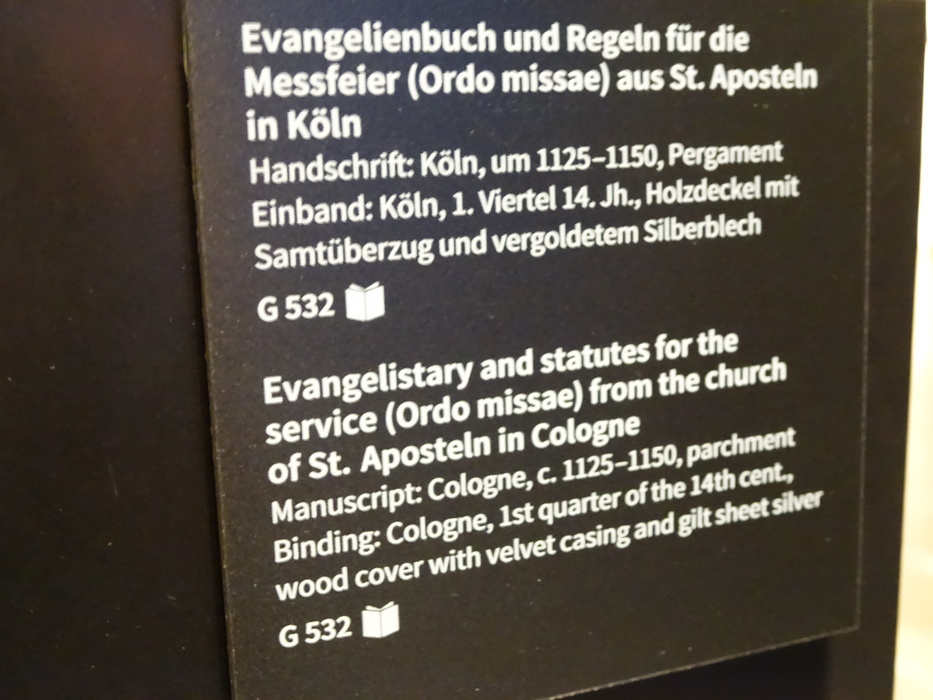 Evangelienbuch und Regeln für die
Messfeier (Ordo missae) aus St. Aposteln
in Köln
Handschrift: Köln, um 1125–1150, Pergament
Einband: Köln, 1. Viertel 14. Jh., Holzdeckel mit
Samtüberzug und vergoldetem Silberblech
G 532
Evangelistary and statutes for the
service (Ordo missae) from the church
of St. Aposteln in Cologne
Manuscript: Cologne, c. 1125–1150, parchment
Binding: Cologne, 1st quarter of the 14th cent.,
wood cover with velvet casing and gilt sheet silver
G 532